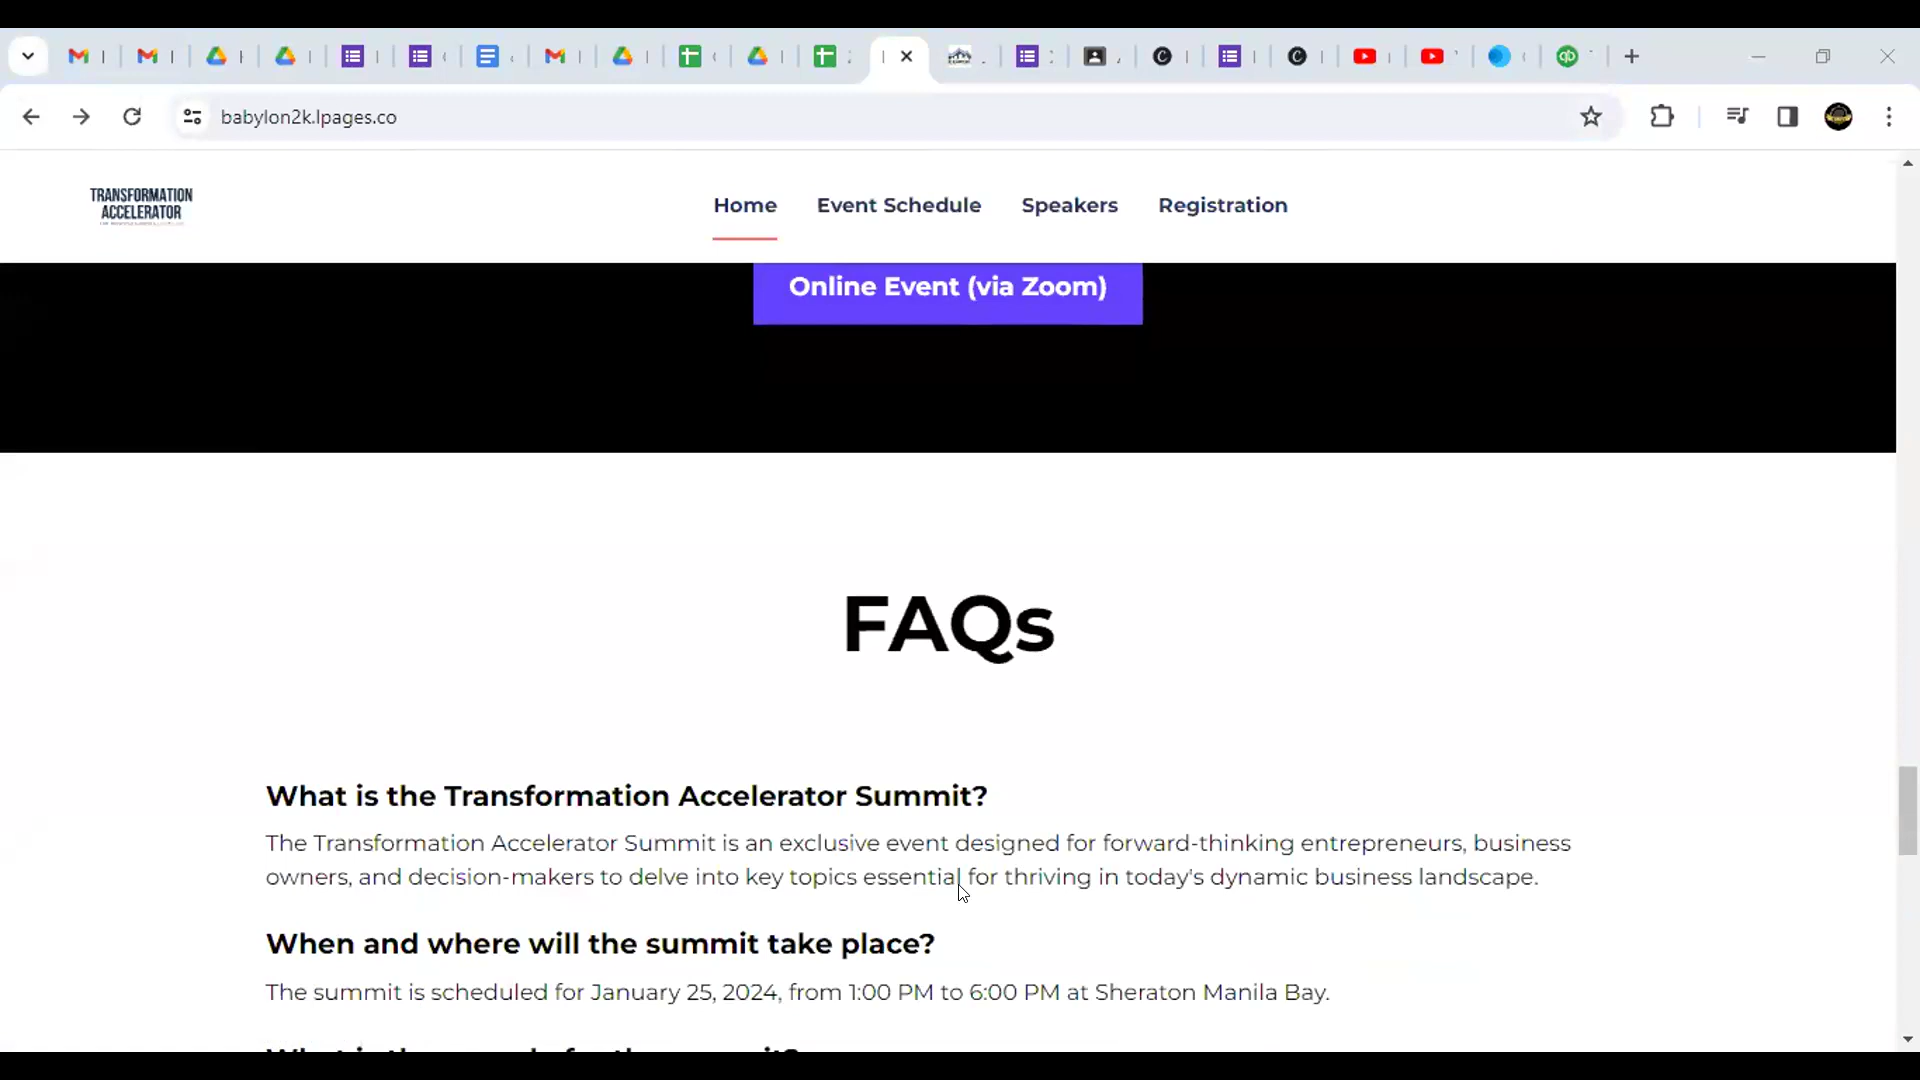 babylon2k.lpages.co
TRANSFORMATION
ACCELERATOR
Home
Event Schedule
Speakers
Registration
Online Event (via Zoom)
FAQs
What is the Transformation Accelerator Summit?
The Transformation Accelerator Summit is an exclusive event designed for forward-thinking entrepreneurs, business
owners, and decision-makers to delve into key topics essential for thriving in today's dynamic business landscape.
When and where will the summit take place?
The summit is scheduled for January 25, 2024, from 1:00 PM to 6:00 PM at Sheraton Manila Bay.